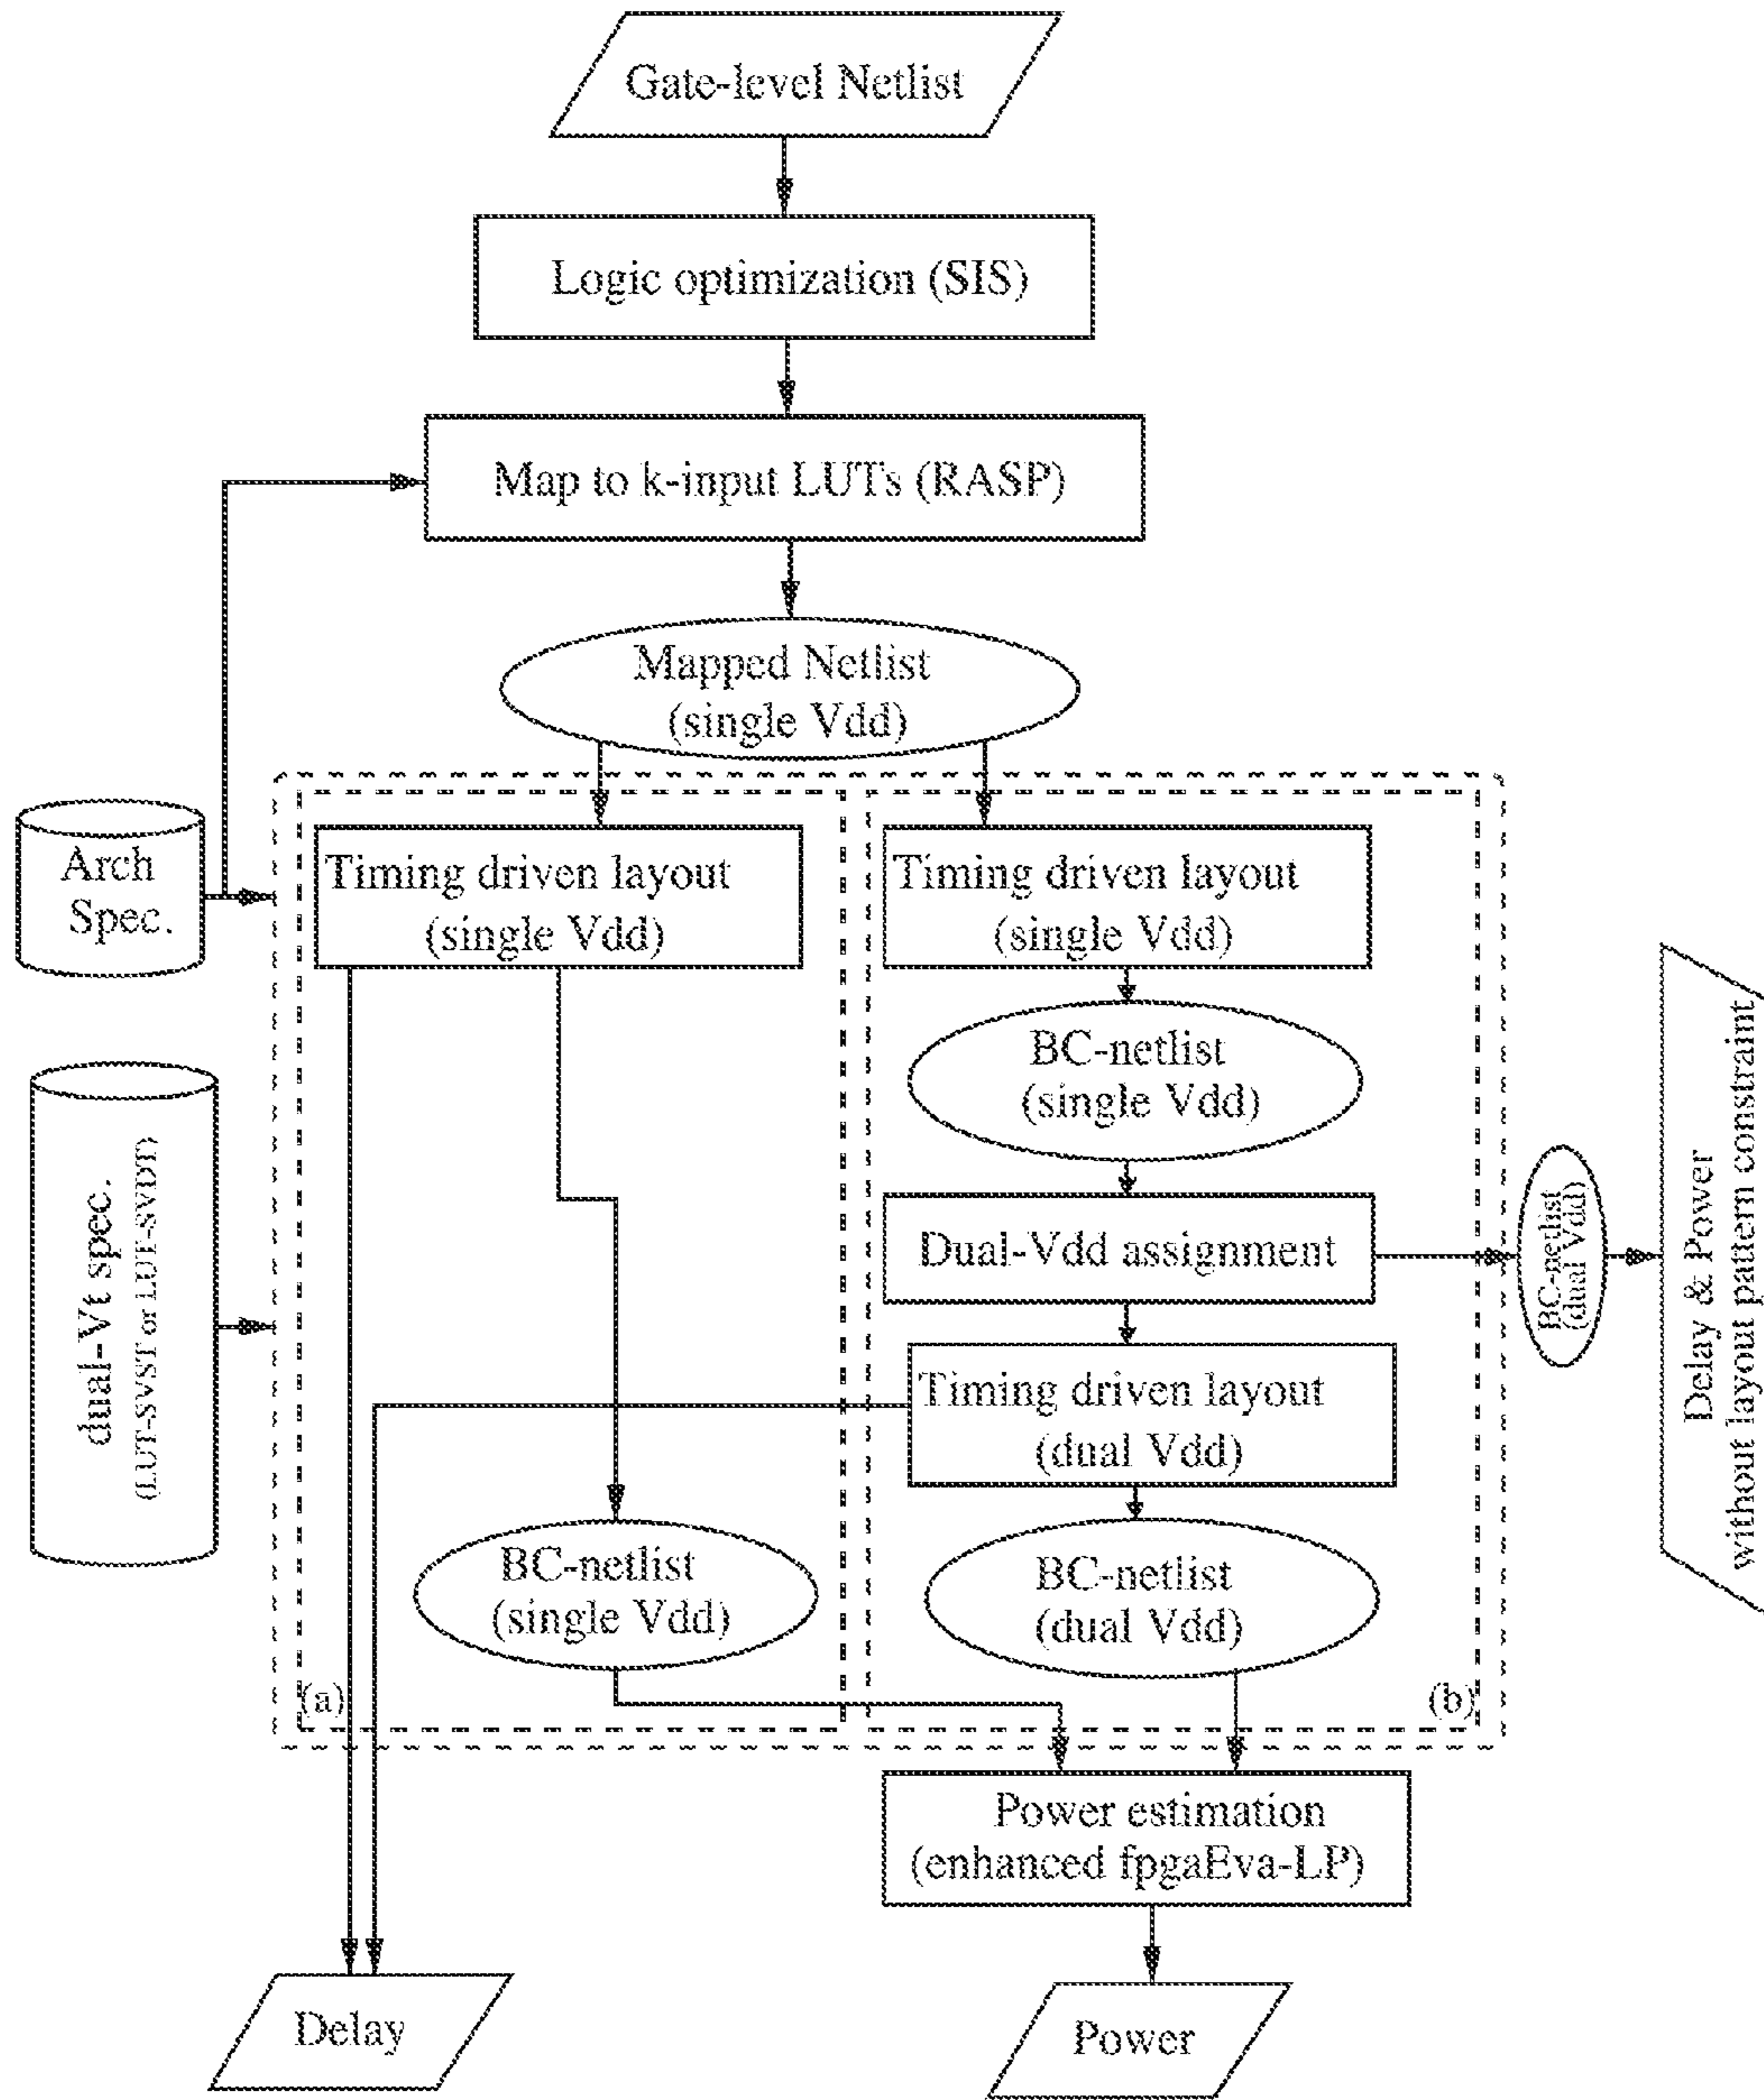 Gate-level Netlist
Logic optimization (SIS)
Map to k-input LUTs (RASP)
Mapped Netlist
(single Vdd)
Arch
Spec.
Timing driven layout
(single Vdd)
Timing driven layout
(single Vdd)
BC-netlist
(single Vdd)
dual-Vt spec.
(LUT-SVST or LUT-SVDT)
Dual-Vdd assignment
BC-netlist
(dual Vdd)
Delay & Power
without layout pattern constraint
Timing driven layout
(dual Vdd)
BC-netlist
(single Vdd)
BC-netlist
(dual Vdd)
(a)
(b)
Power estimation
(enhanced fpgaEva-LP)
Delay
Power